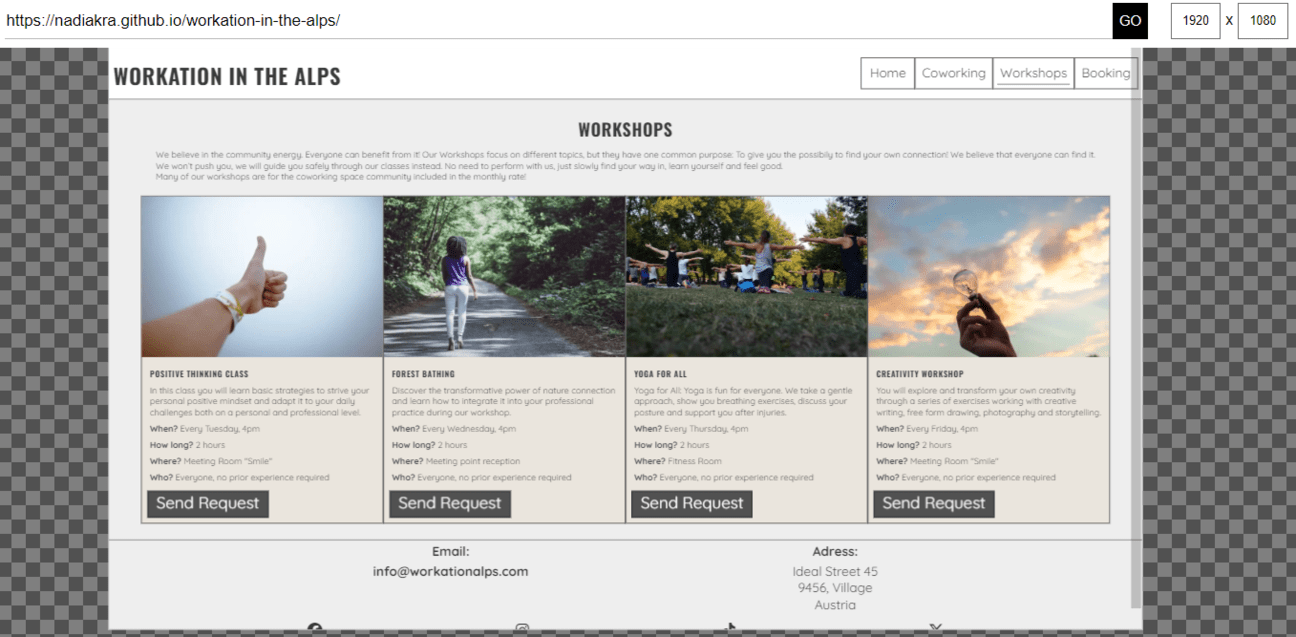 https://nadiakra.github.io/workation-in-the-alps/
GO
1920 x 1080
WORKATION IN THE ALPS
Home
Coworking
Workshops
Booking
WORKSHOPS
We believe in the community energy. Everyone can benefit from it! Our Workshops focus on different topics, but they have one common purpose: To give you the possibily to find your own connection! We believe that everyone can find it.
We won't push you, we will guide you safely through our classes instead. No need to perform with us, just slowly find your way in, learn yourself and feel good.
Many of our workshops are for the coworking space community included in the monthly rate!
POSITIVE THINKING CLASS
In this class you will learn basic strategies to strive your
personal positive mindset and adapt it to your daily
challenges both on a personal and professional level.
When? Every Tuesday, 4pm
How long? 2 hours
Where? Meeting Room "Smile"
Who? Everyone, no prior experience required
Send Request
FOREST BATHING
Discover the transformative power of nature connection
and learn how to integrate it into your professional
practice during our workshop.
When? Every Wednesday, 4pm
How long? 2 hours
Where? Meeting point reception
Who? Everyone, no prior experience required
Send Request
YOGA FOR ALL
Yoga for All: Yoga is fun for everyone. We take a gentle
approach, show you breathing exercises, discuss your
posture and support you after injuries.
When? Every Thursday, 4pm
How long? 2 hours
Where? Fitness Room
Who? Everyone, no prior experience required
Send Request
CREATIVITY WORKSHOP
You will explore and transform your own creativity
through a series of exercises working with creative
writing, free form drawing, photography and storytelling.
When? Every Friday, 4pm
How long? 2 hours
Where? Meeting Room "Smile"
Who? Everyone, no prior experience required
Send Request
Email:
info@workationalps.com
Adress:
Ideal Street 45
9456, Village
Austria